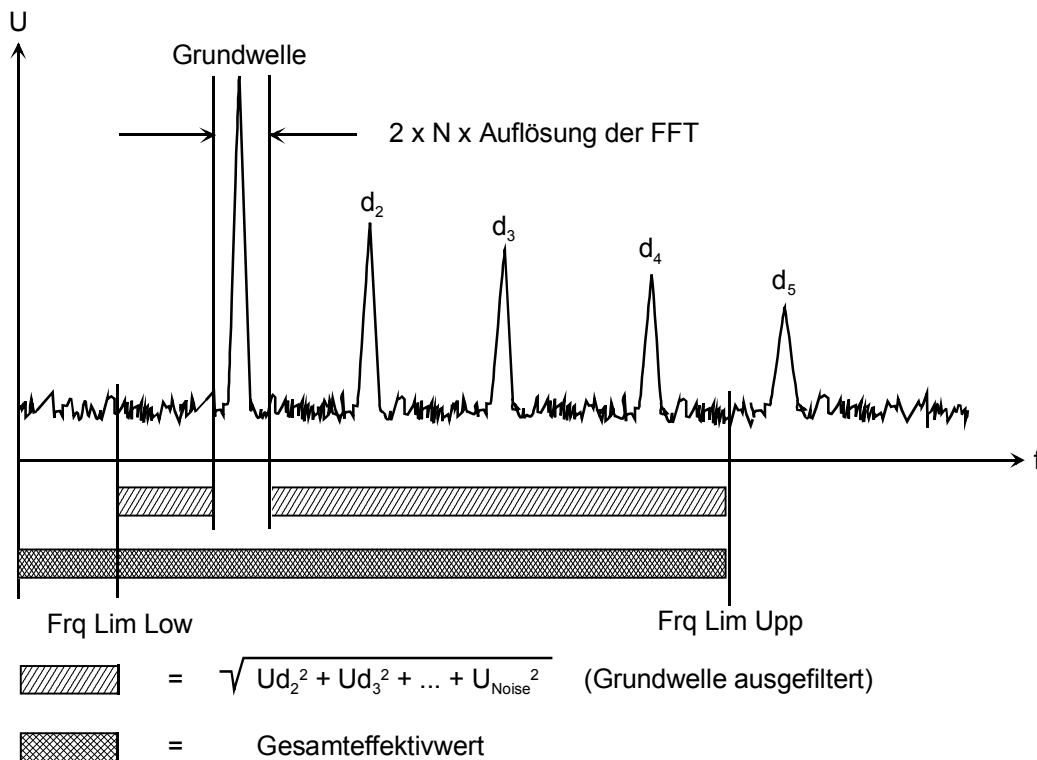 U
Grundwelle
2 x N x Auflösung der FFT
d₂
d₃
d₄
d₅
f
Frq Lim Low
Frq Lim Upp
= √ Ud₂² + Ud₃² + ... + U_Noise² (Grundwelle ausgefiltert)
= Gesamteffektivwert